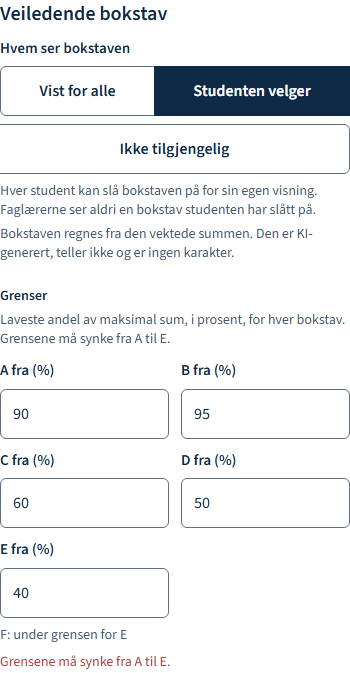 Veiledende bokstav
Hvem ser bokstaven
Vist for alle
Studenten velger
Ikke tilgjengelig
Hver student kan slå bokstaven på for sin egen visning.
Faglærerne ser aldri en bokstav studenten har slått på.
Bokstaven regnes fra den vektede summen. Den er KI-
generert, teller ikke og er ingen karakter.
Grenser
Laveste andel av maksimal sum, i prosent, for hver bokstav.
Grensene må synke fra A til E.
A fra (%)
B fra (%)
90
95
C fra (%)
D fra (%)
60
50
E fra (%)
40
F: under grensen for E
Grensene må synke fra A til E.